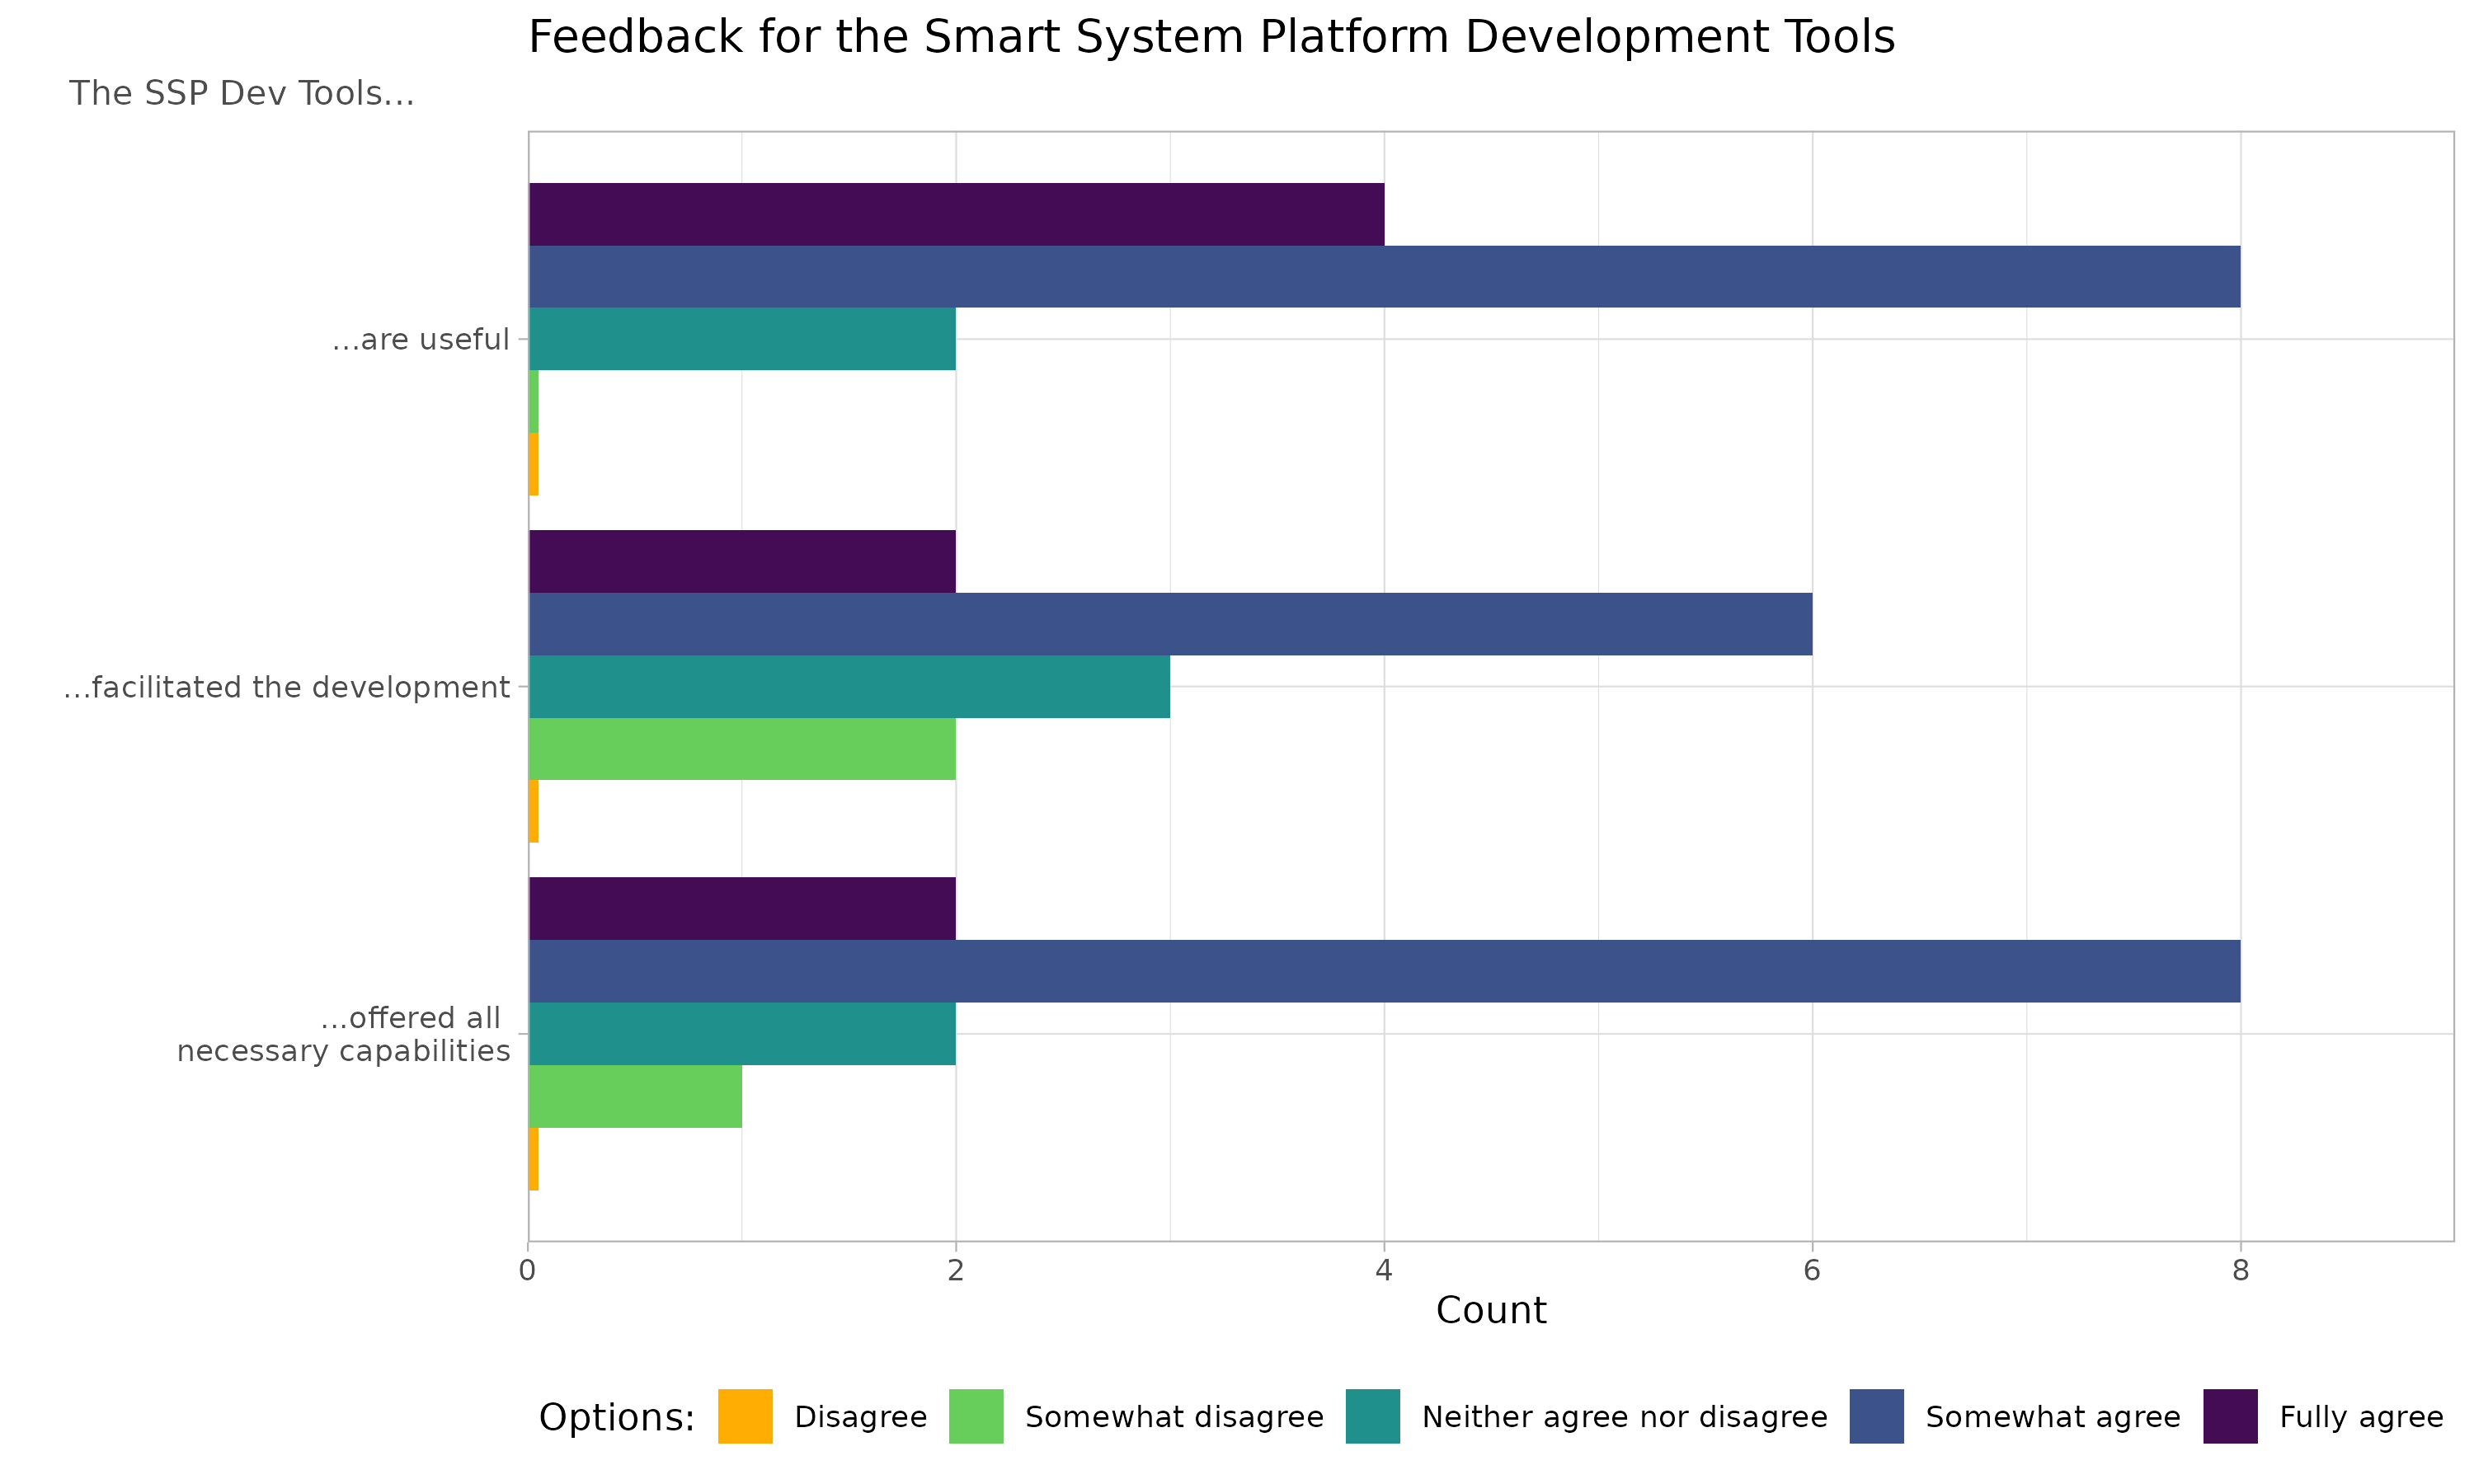 Feedback for the Smart System Platform Development Tools
The SSP Dev Tools...
...are useful
...facilitated the development
...offered all
necessary capabilities
0 2 4 6 8
Count
Options: Disagree Somewhat disagree Neither agree nor disagree Somewhat agree Fully agree